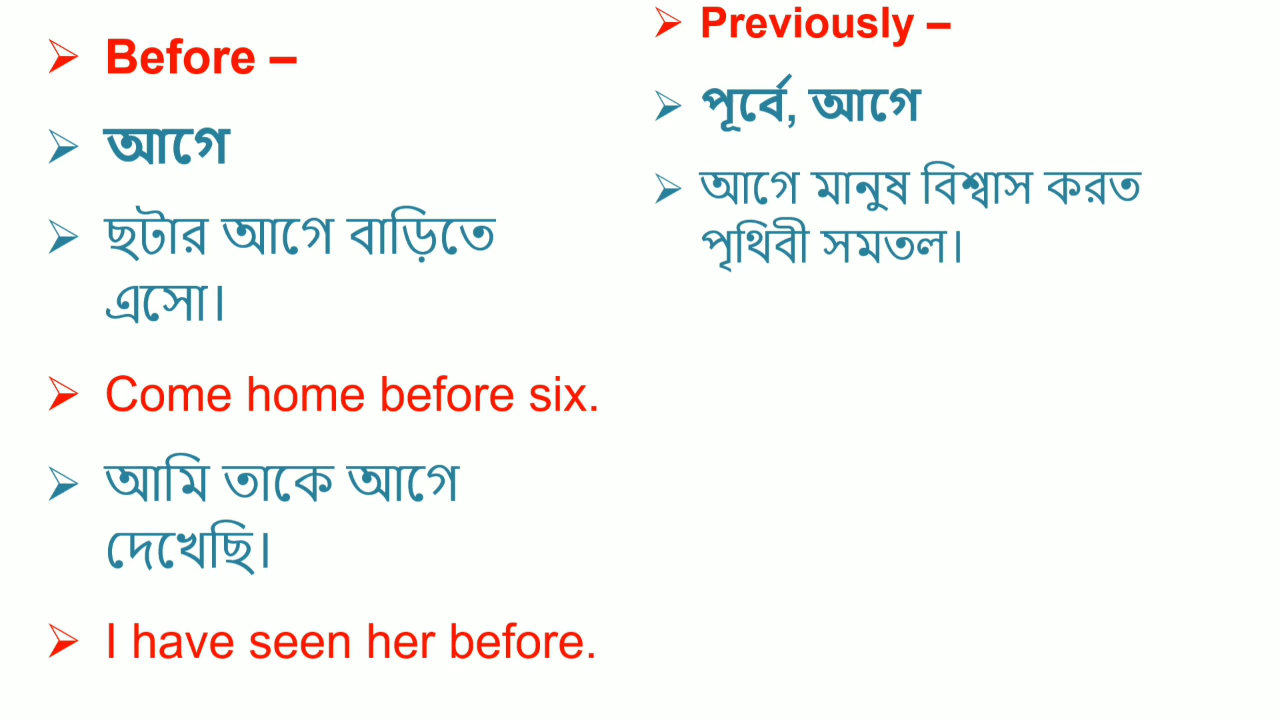 Before –
আগে
ছটার আগে বাড়িতে
এসো।
Come home before six.
আমি তাকে আগে
দেখেছি।
I have seen her before.
Previously –
পূর্বে, আগে
আগে মানুষ বিশ্বাস করত
পৃথিবী সমতল।